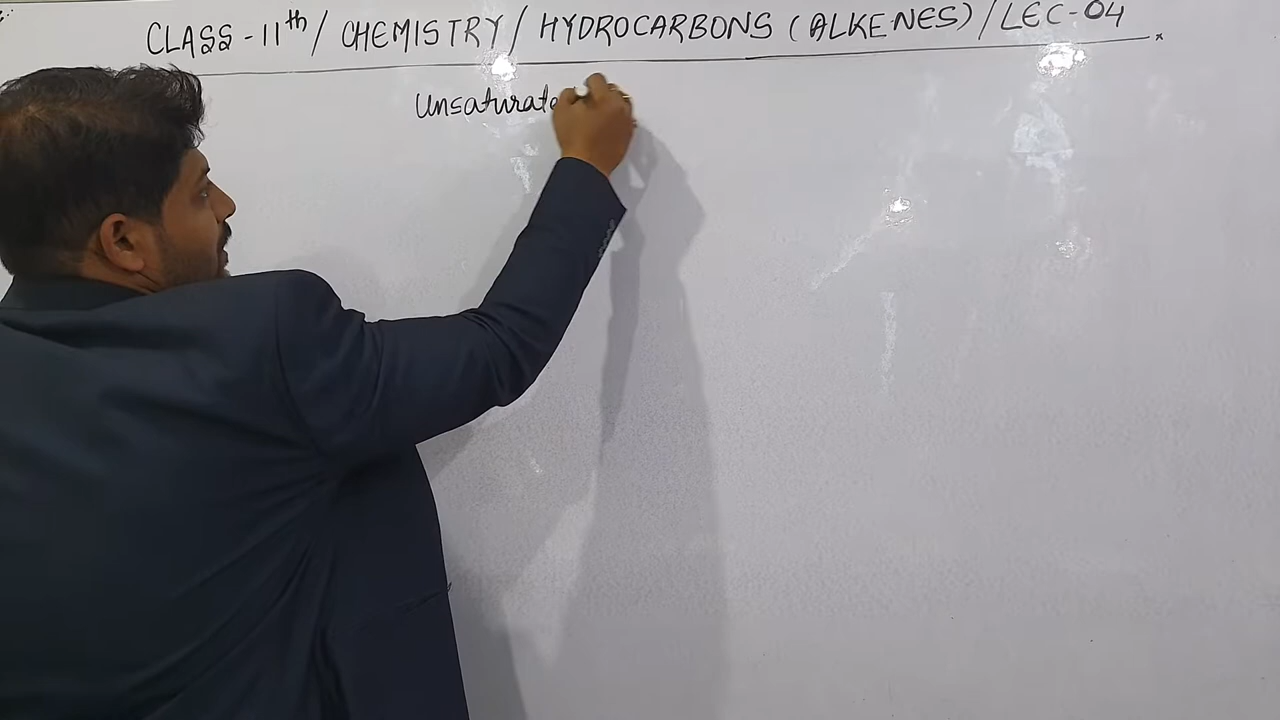 CLASS - 11th / CHEMISTRY / HYDROCARBONS (ALKENES) / LEC-04
Unsaturate